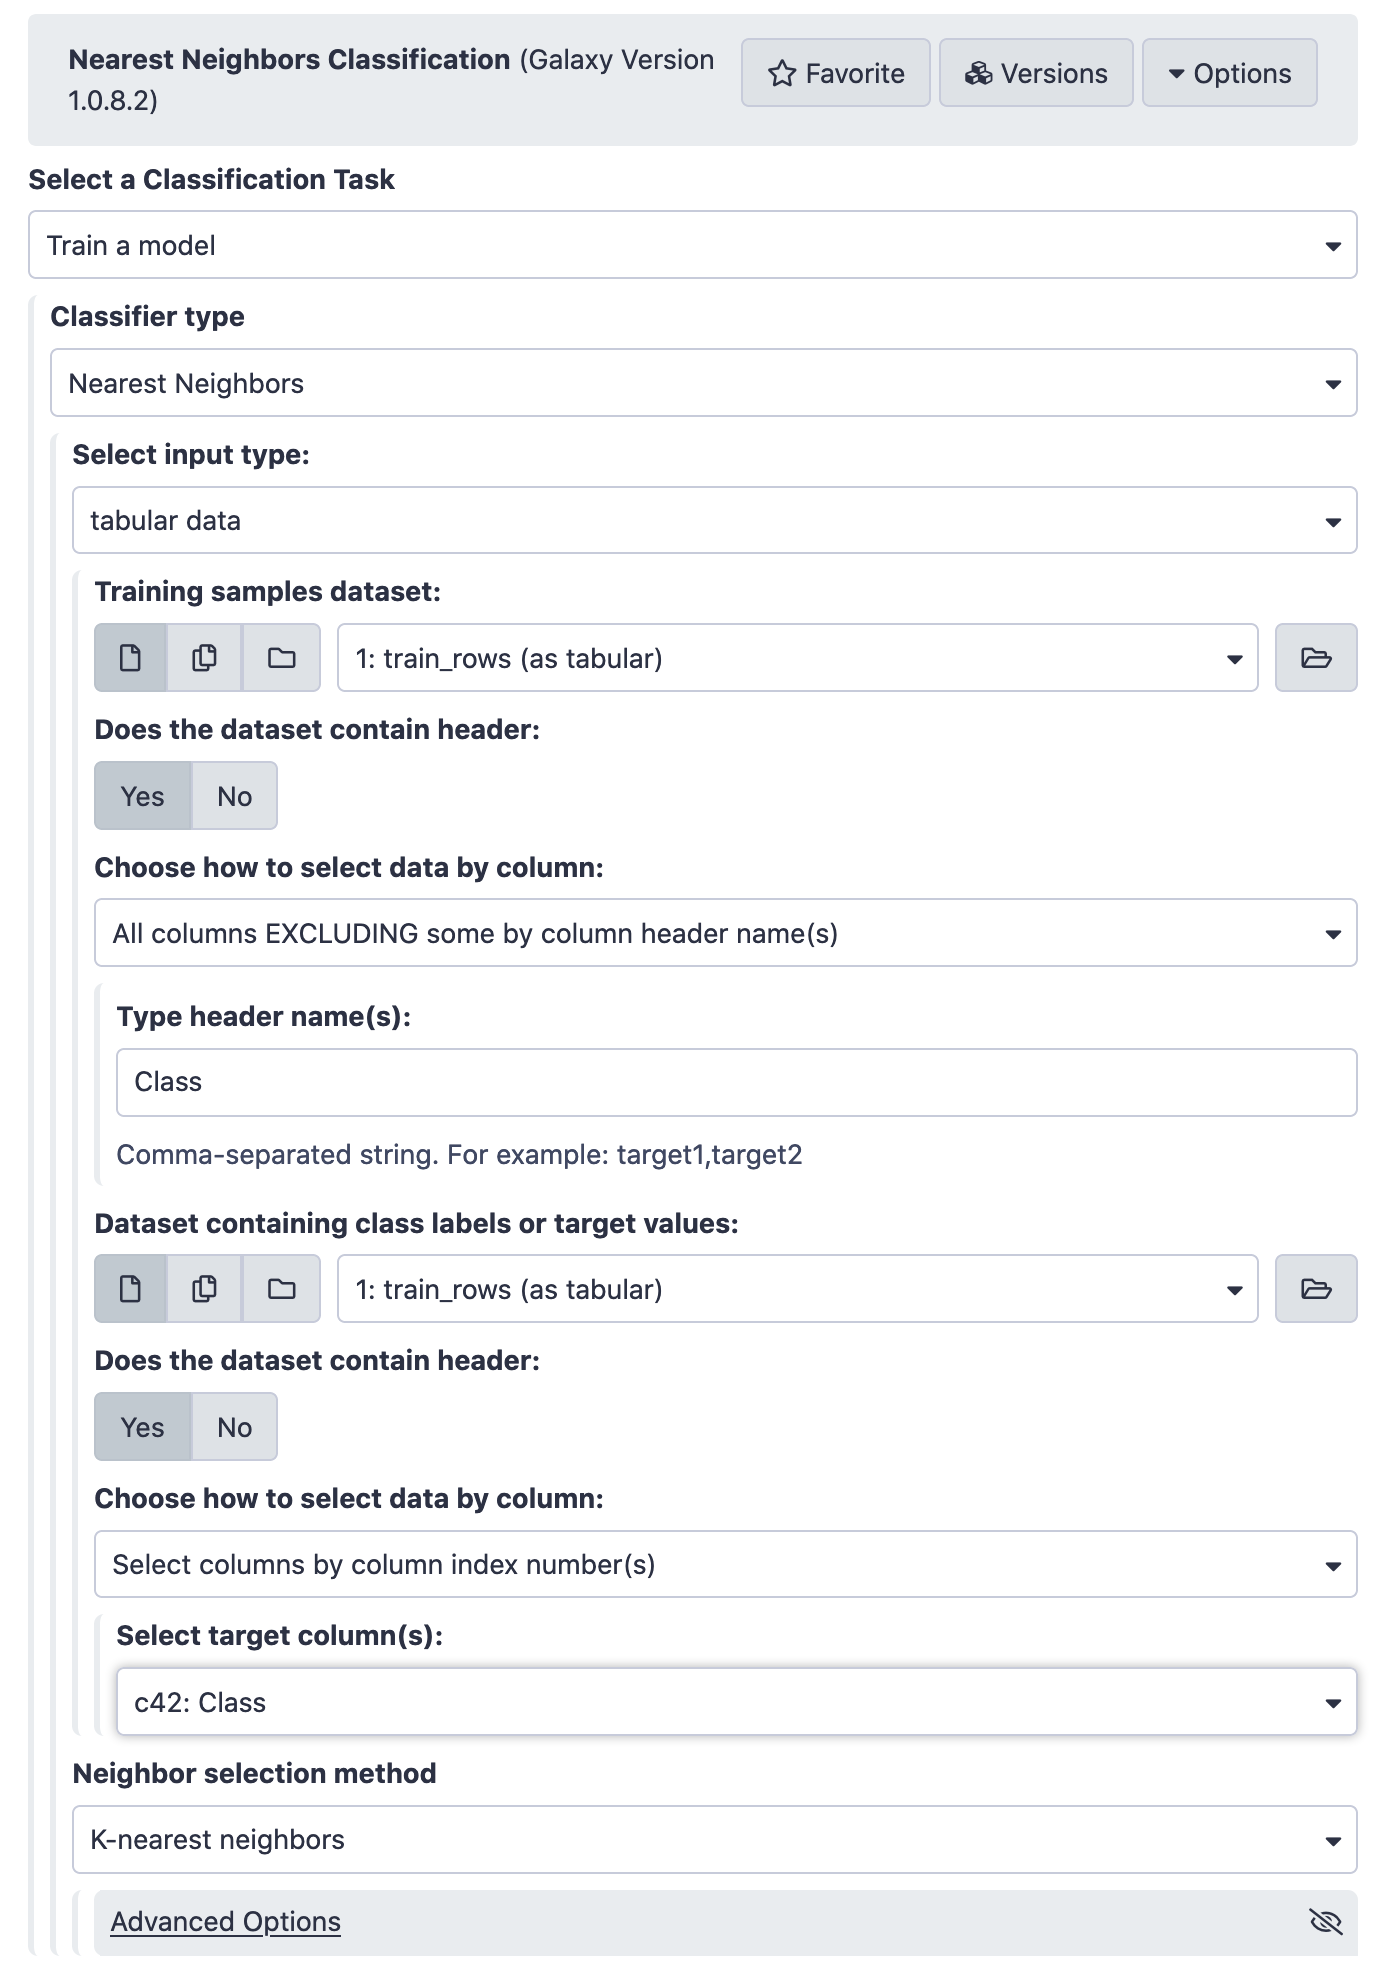 Nearest Neighbors Classification (Galaxy Version
1.0.8.2)
Favorite
Versions
Options
Select a Classification Task
Train a model
Classifier type
Nearest Neighbors
Select input type:
tabular data
Training samples dataset:
1: train_rows (as tabular)
Does the dataset contain header:
Yes No
Choose how to select data by column:
All columns EXCLUDING some by column header name(s)
Type header name(s):
Class
Comma-separated string. For example: target1,target2
Dataset containing class labels or target values:
1: train_rows (as tabular)
Does the dataset contain header:
Yes No
Choose how to select data by column:
Select columns by column index number(s)
Select target column(s):
c42: Class
Neighbor selection method
K-nearest neighbors
Advanced Options